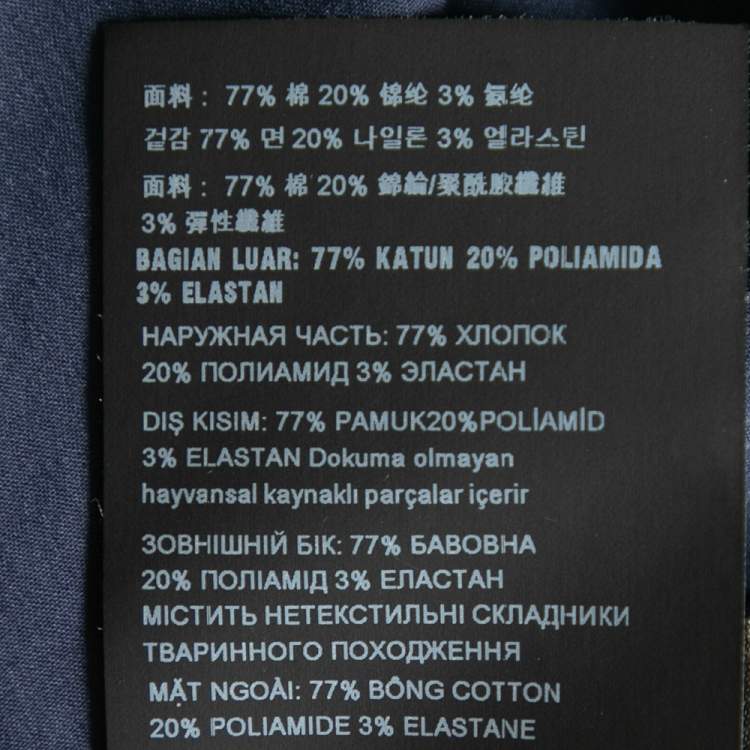 面料： 77% 棉 20% 锦纶 3% 氨纶
겉감 77% 면 20% 나일론 3% 엘라스틴
面料： 77% 棉 20% 錦綸/聚酰胺纖維
3% 彈性纖維
BAGIAN LUAR: 77% KATUN 20% POLIAMIDA
3% ELASTAN
НАРУЖНАЯ ЧАСТЬ: 77% ХЛОПОК
20% ПОЛИАМИД 3% ЭЛАСТАН
DIŞ KISIM: 77% PAMUK20%POLİAMİD
3% ELASTAN Dokuma olmayan
hayvansal kaynaklı parçalar içerir
ЗОВНІШНІЙ БІК: 77% БАВОВНА
20% ПОЛІАМІД 3% ЕЛАСТАН
МІСТИТЬ НЕТЕКСТИЛЬНІ СКЛАДНИКИ
ТВАРИННОГО ПОХОДЖЕННЯ
MẶT NGOÀI: 77% BÔNG COTTON
20% POLIAMIDE 3% ELASTANE